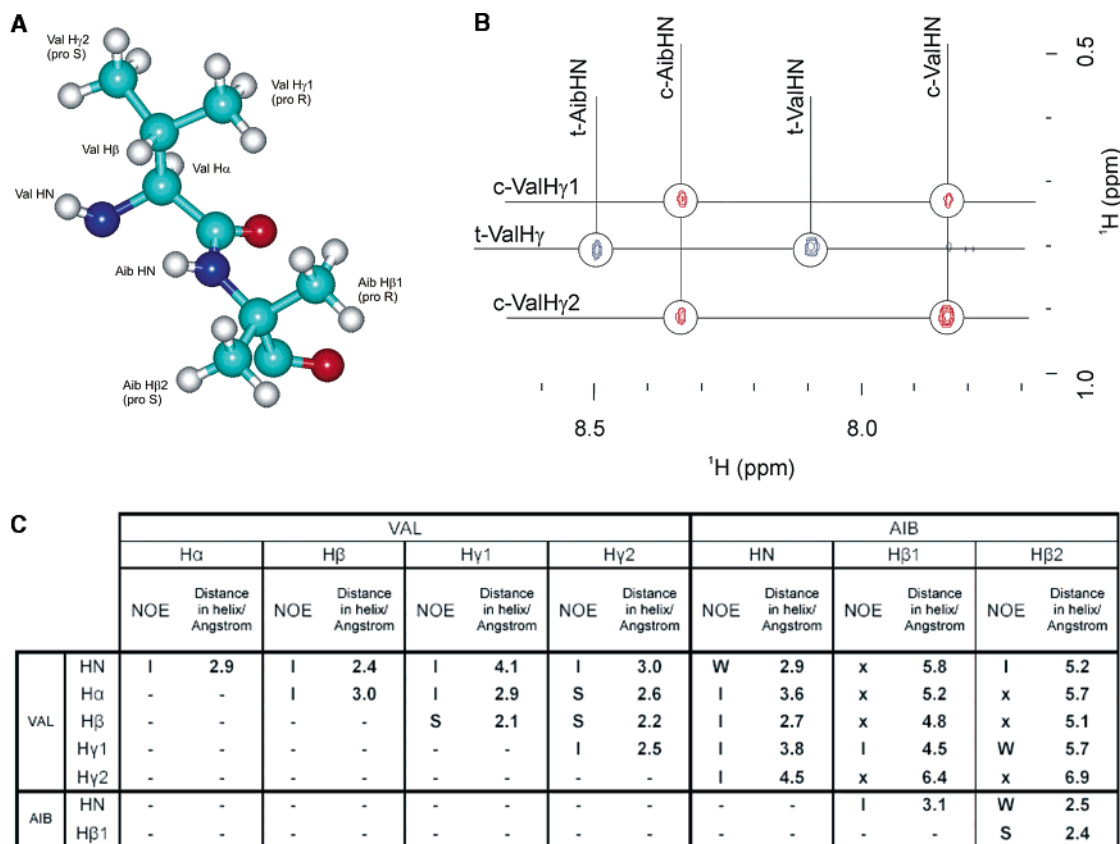 A
Val Hγ2
(pro S)
Val Hγ1
(pro R)
Val Hβ
Val Hα
Val HN
Aib HN
Aib Hβ1
(pro R)
Aib Hβ2
(pro S)
B
t-AibHN
c-AibHN
t-ValHN
c-ValHN
c-ValHγ1
t-ValHγ
c-ValHγ2
0.5
1.0
¹H (ppm)
8.5 8.0
¹H (ppm)
C
VAL AIB
Hα Hβ Hγ1 Hγ2 HN Hβ1 Hβ2
NOE Distance in helix/ Angstrom NOE Distance in helix/ Angstrom NOE Distance in helix/ Angstrom NOE Distance in helix/ Angstrom NOE Distance in helix/ Angstrom NOE Distance in helix/ Angstrom NOE Distance in helix/ Angstrom
VAL
HN I 2.9 I 2.4 I 4.1 I 3.0 W 2.9 x 5.8 I 5.2
Hα - - I 3.0 I 2.9 S 2.6 I 3.6 x 5.2 x 5.7
Hβ - - - - S 2.1 S 2.2 I 2.7 x 4.8 x 5.1
Hγ1 - - - - - - I 2.5 I 3.8 I 4.5 W 5.7
Hγ2 - - - - - - - - I 4.5 x 6.4 x 6.9
AIB
HN - - - - - - - - - - I 3.1 W 2.5
Hβ1 - - - - - - - - - - - - S 2.4